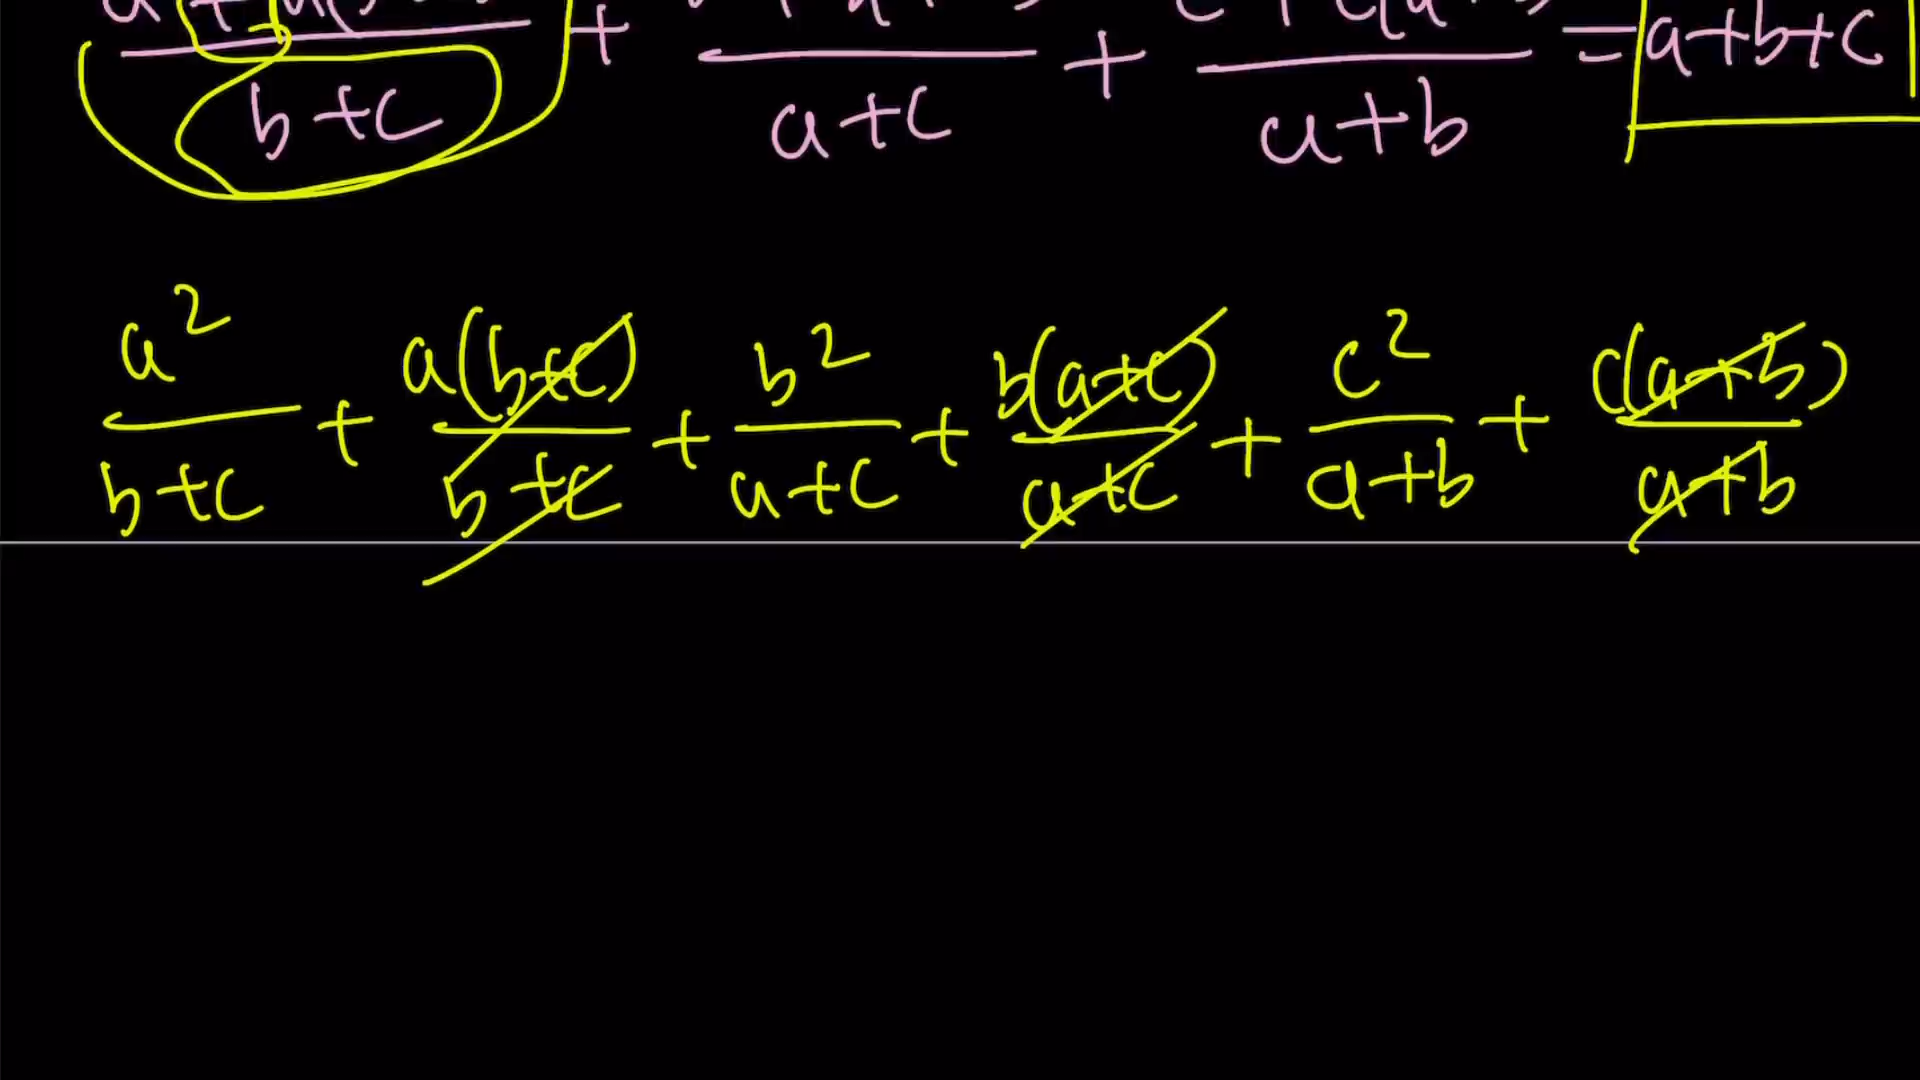 b+c + a+c + a+b = a+b+c
a²/(b+c) + a(b+c)/(b+c) + b²/(a+c) + b(a+c)/(a+c) + c²/(a+b) + c(a+b)/(a+b)